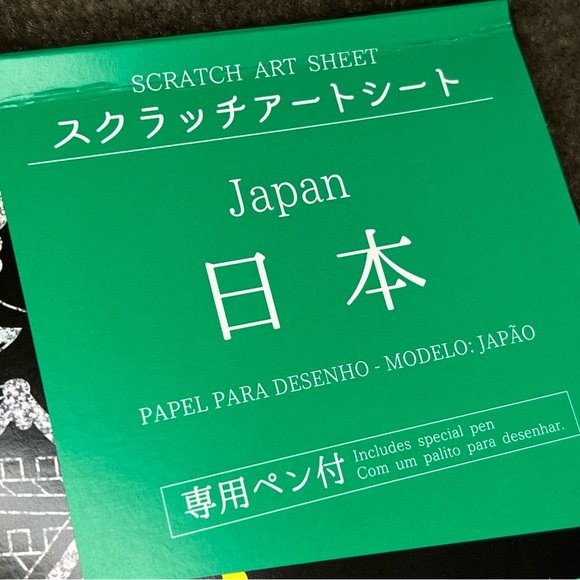 SCRATCH ART SHEET
スクラッチアートシート
Japan
日本
PAPEL PARA DESENHO - MODELO: JAPÃO
専用ペン付
Includes special pen
Com um palito para desenhar.